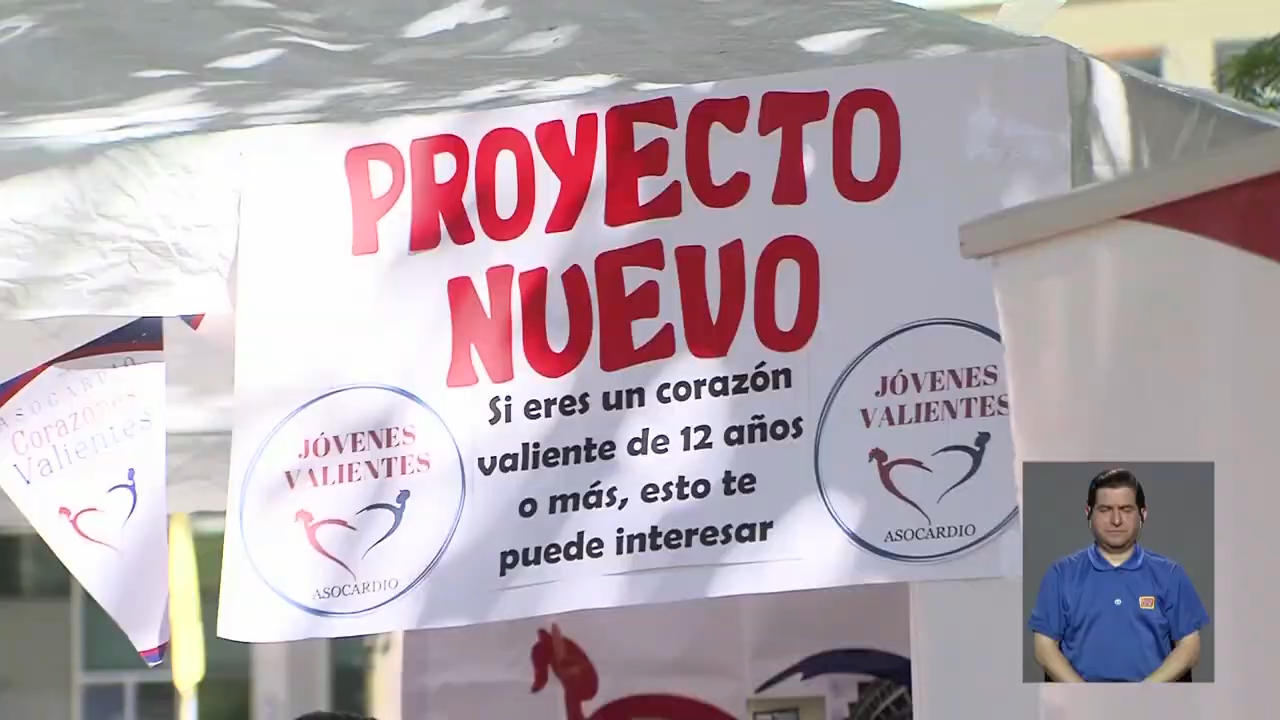 PROYECTO
NUEVO
Si eres un corazón
valiente de 12 años
o más, esto te
puede interesar
JÓVENES
VALIENTES
ASOCARDIO
JÓVENES
VALIENTES
ASOCARDIO
ASOCARDIO
Corazones
Valientes